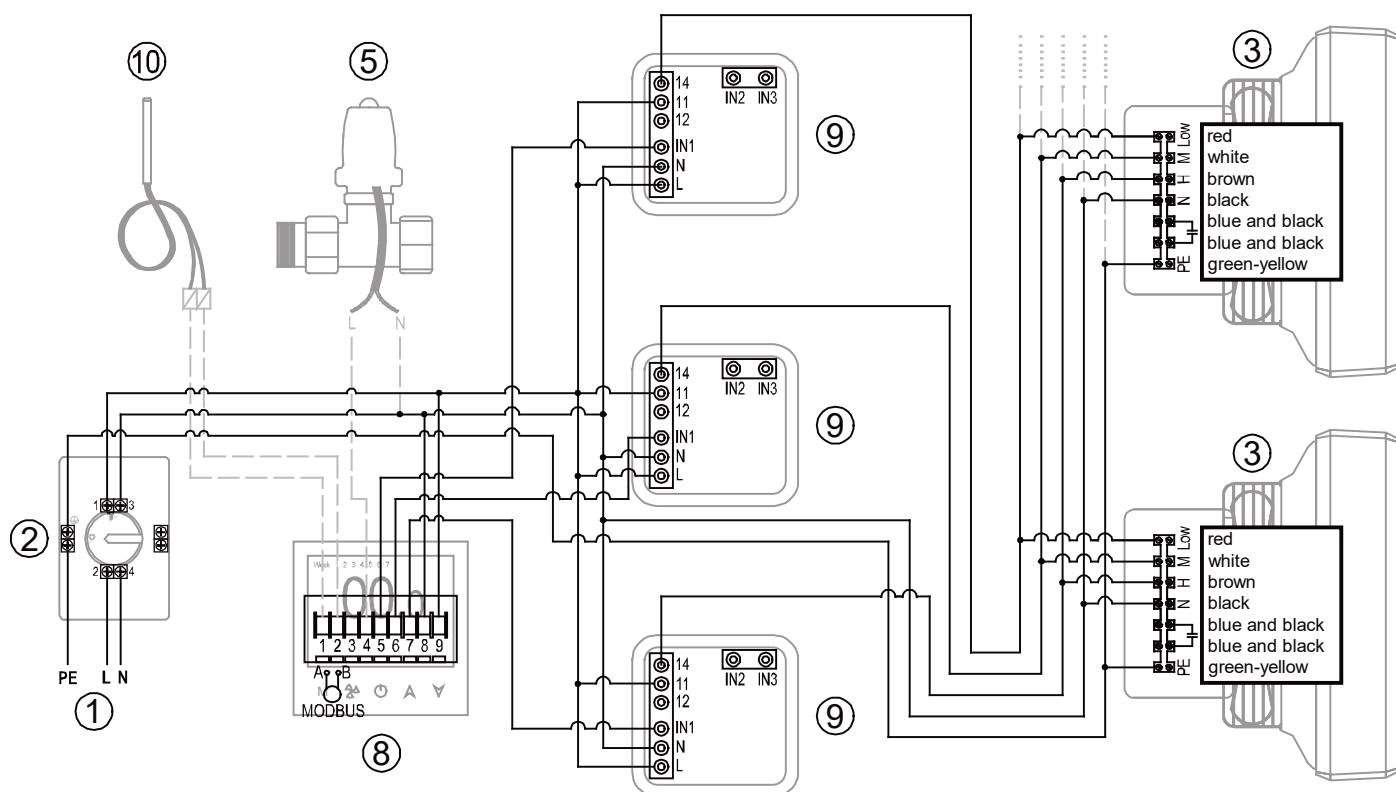 10
5
3
14
11
12
IN1
N
L
IN2 IN3
9
Low
M
H
N
PE
red
white
brown
black
blue and black
blue and black
green-yellow
L N
14
11
12
IN1
N
L
IN2 IN3
9
3
Low
M
H
N
PE
red
white
brown
black
blue and black
blue and black
green-yellow
2
1 3
2 4
PE L N
1
Week 1 2 3 4 5 6 7
1 2 3 4 5 6 7 8 9
A B
M
MODBUS
8
14
11
12
IN1
N
L
IN2 IN3
9